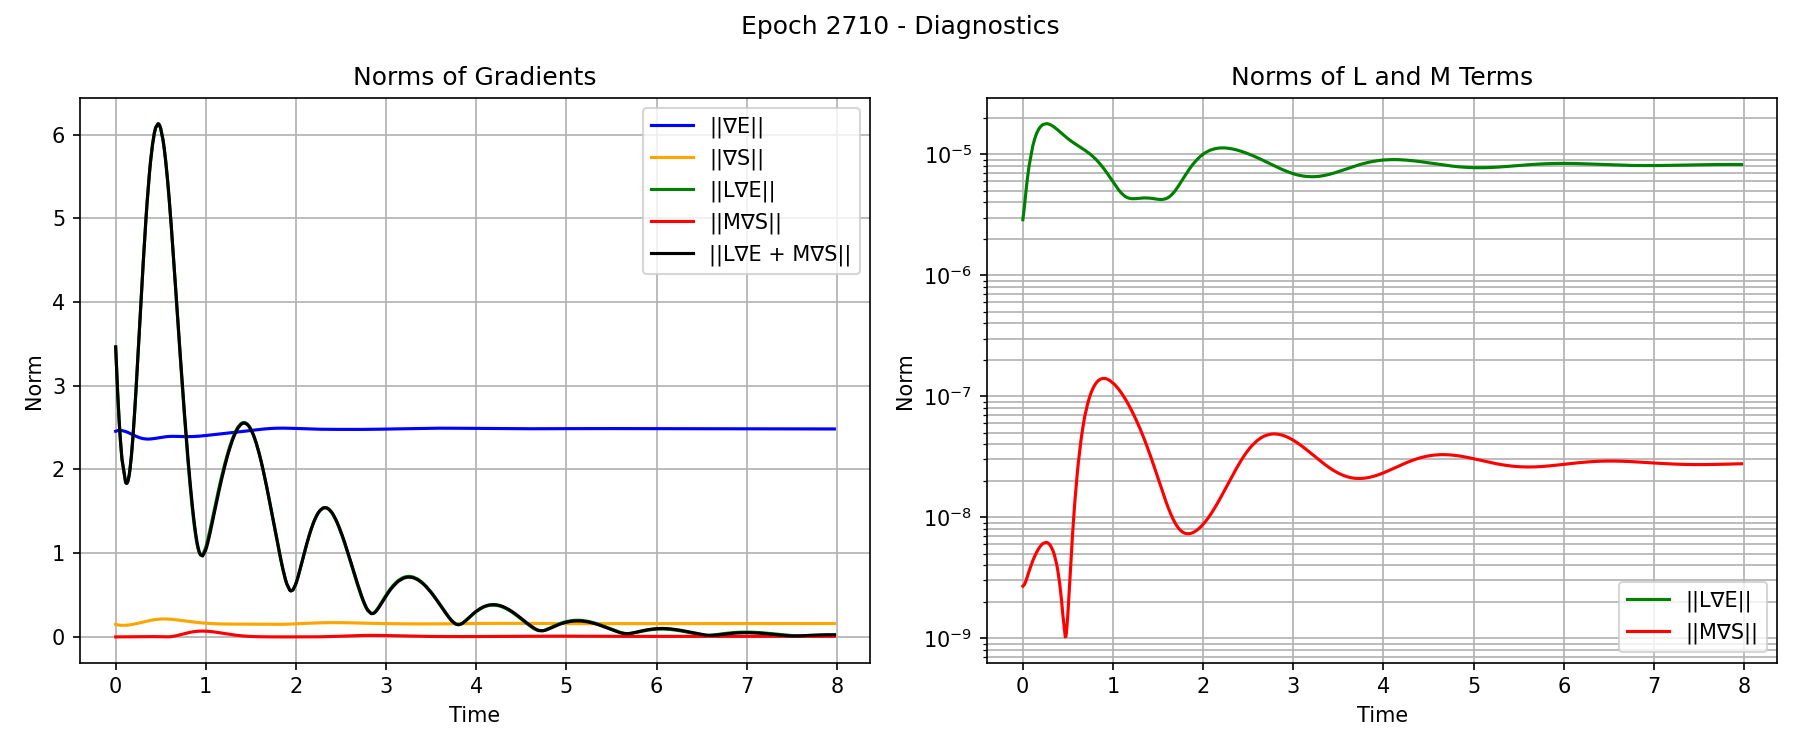 Epoch 2710 - Diagnostics
Norms of Gradients
Norm
6
5
4
3
2
1
0
||∇E||
||∇S||
||L∇E||
||M∇S||
||L∇E + M∇S||
0 1 2 3 4 5 6 7 8
Time
Norms of L and M Terms
Norm
10⁻⁵
10⁻⁶
10⁻⁷
10⁻⁸
10⁻⁹
||L∇E||
||M∇S||
0 1 2 3 4 5 6 7 8
Time